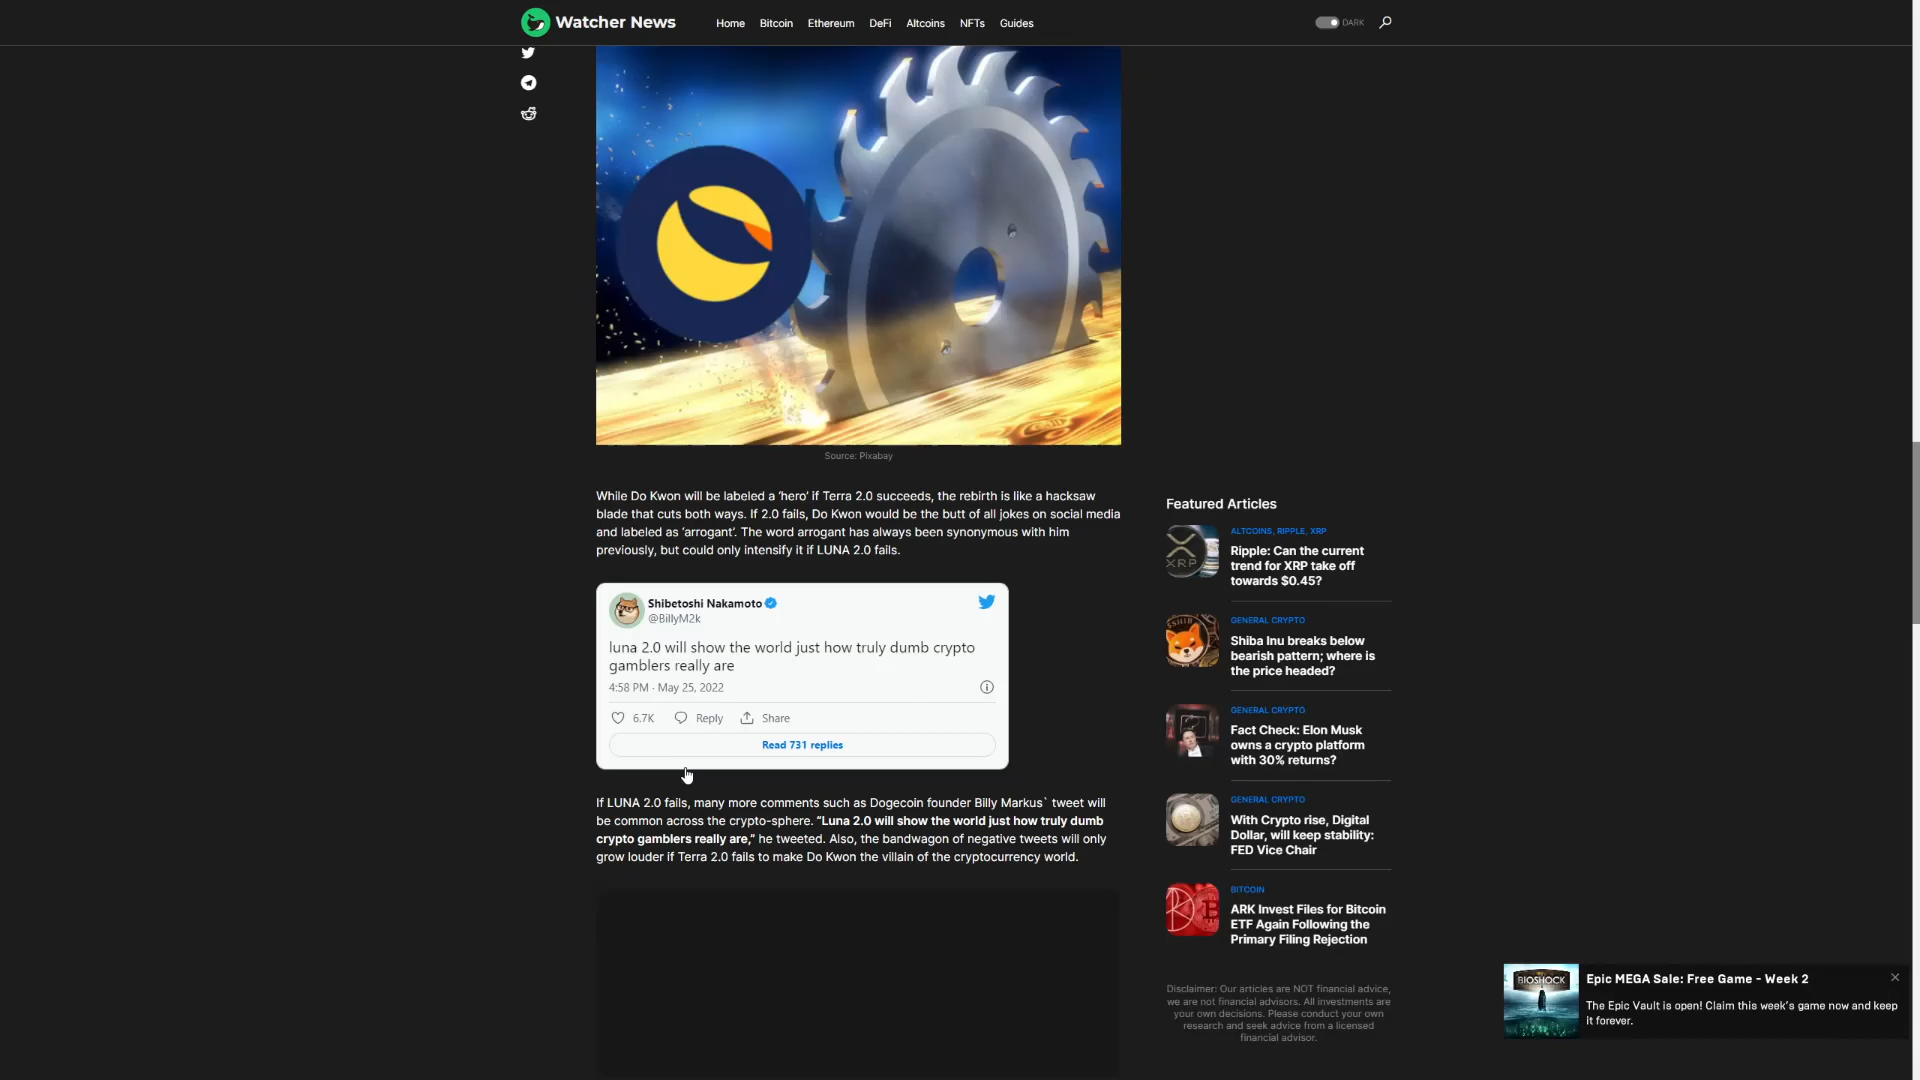 Watcher News
Home Bitcoin Ethereum DeFi Altcoins NFTs Guides
DARK
Source: Pixabay
While Do Kwon will be labeled a ‘hero’ if Terra 2.0 succeeds, the rebirth is like a hacksaw
blade that cuts both ways. If 2.0 fails, Do Kwon would be the butt of all jokes on social media
and labeled as ‘arrogant’. The word arrogant has always been synonymous with him
previously, but could only intensify it if LUNA 2.0 fails.
Shibetoshi Nakamoto
@BillyM2k
luna 2.0 will show the world just how truly dumb crypto
gamblers really are
4:58 PM · May 25, 2022
6.7K Reply Share
Read 731 replies
If LUNA 2.0 fails, many more comments such as Dogecoin founder Billy Markus` tweet will
be common across the crypto-sphere. “Luna 2.0 will show the world just how truly dumb
crypto gamblers really are,” he tweeted. Also, the bandwagon of negative tweets will only
grow louder if Terra 2.0 fails to make Do Kwon the villain of the cryptocurrency world.
Featured Articles
XRP
ALTCOINS, RIPPLE, XRP
Ripple: Can the current
trend for XRP take off
towards $0.45?
SHIB
GENERAL CRYPTO
Shiba Inu breaks below
bearish pattern; where is
the price headed?
GENERAL CRYPTO
Fact Check: Elon Musk
owns a crypto platform
with 30% returns?
GENERAL CRYPTO
With Crypto rise, Digital
Dollar, will keep stability:
FED Vice Chair
BITCOIN
ARK Invest Files for Bitcoin
ETF Again Following the
Primary Filing Rejection
Disclaimer: Our articles are NOT financial advice,
we are not financial advisors. All investments are
your own decisions. Please conduct your own
research and seek advice from a licensed
financial advisor.
BIOSHOCK
Epic MEGA Sale: Free Game - Week 2
The Epic Vault is open! Claim this week's game now and keep
it forever.